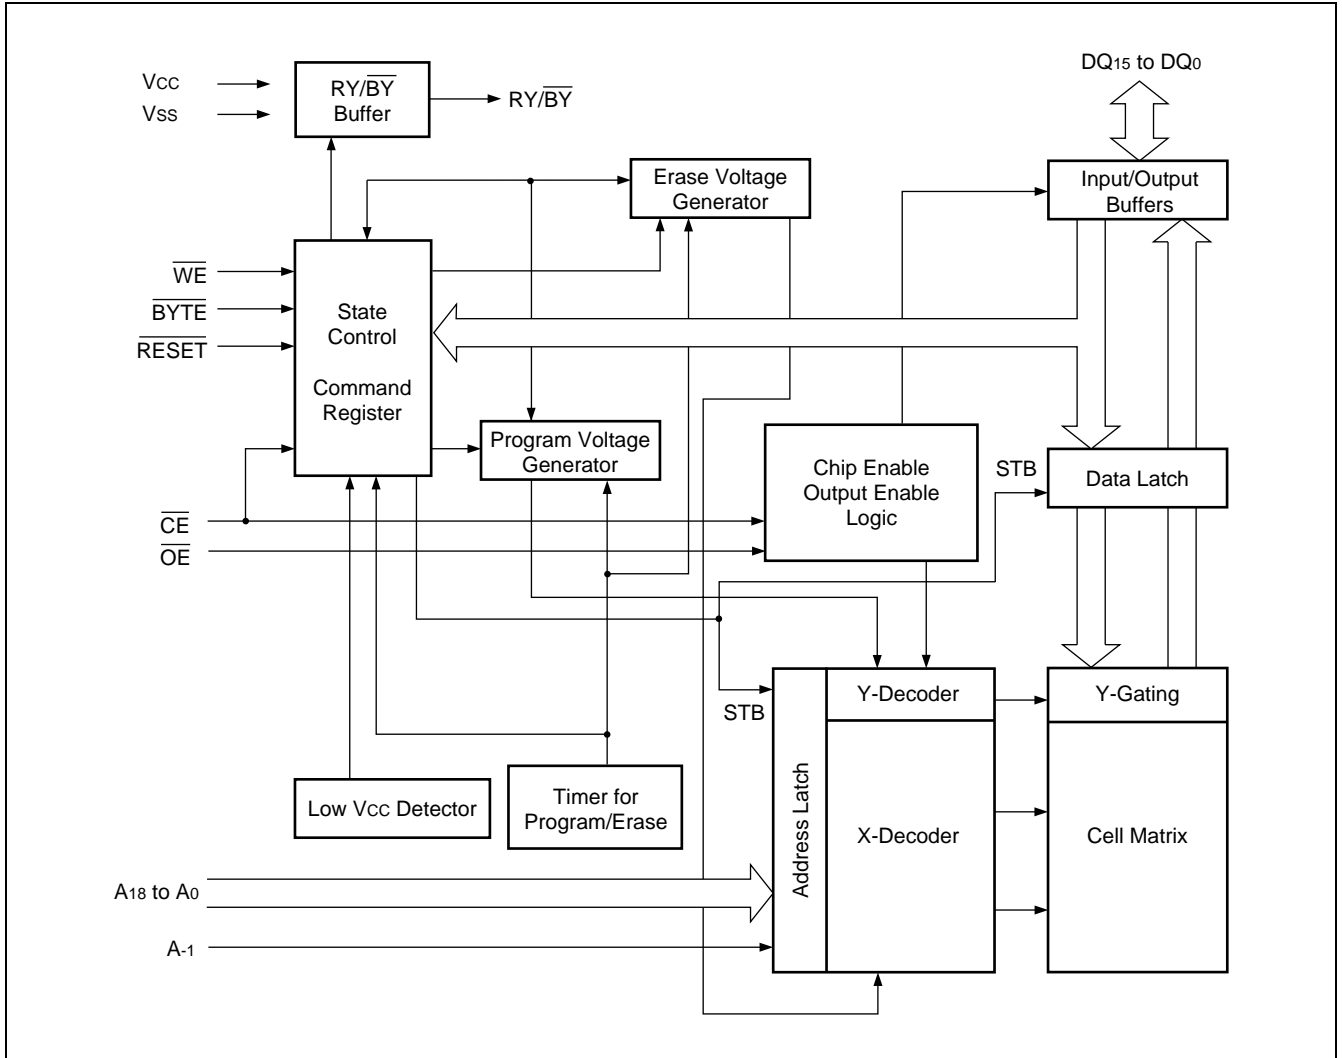 VCC
VSS
RY/BY
Buffer
RY/BY
DQ15 to DQ0
Erase Voltage
Generator
Input/Output
Buffers
WE
BYTE
RESET
State
Control
Command
Register
Program Voltage
Generator
Chip Enable
Output Enable
Logic
STB
Data Latch
CE
OE
STB
Y-Decoder
Y-Gating
Address Latch
X-Decoder
Cell Matrix
Low VCC Detector
Timer for
Program/Erase
A18 to A0
A-1